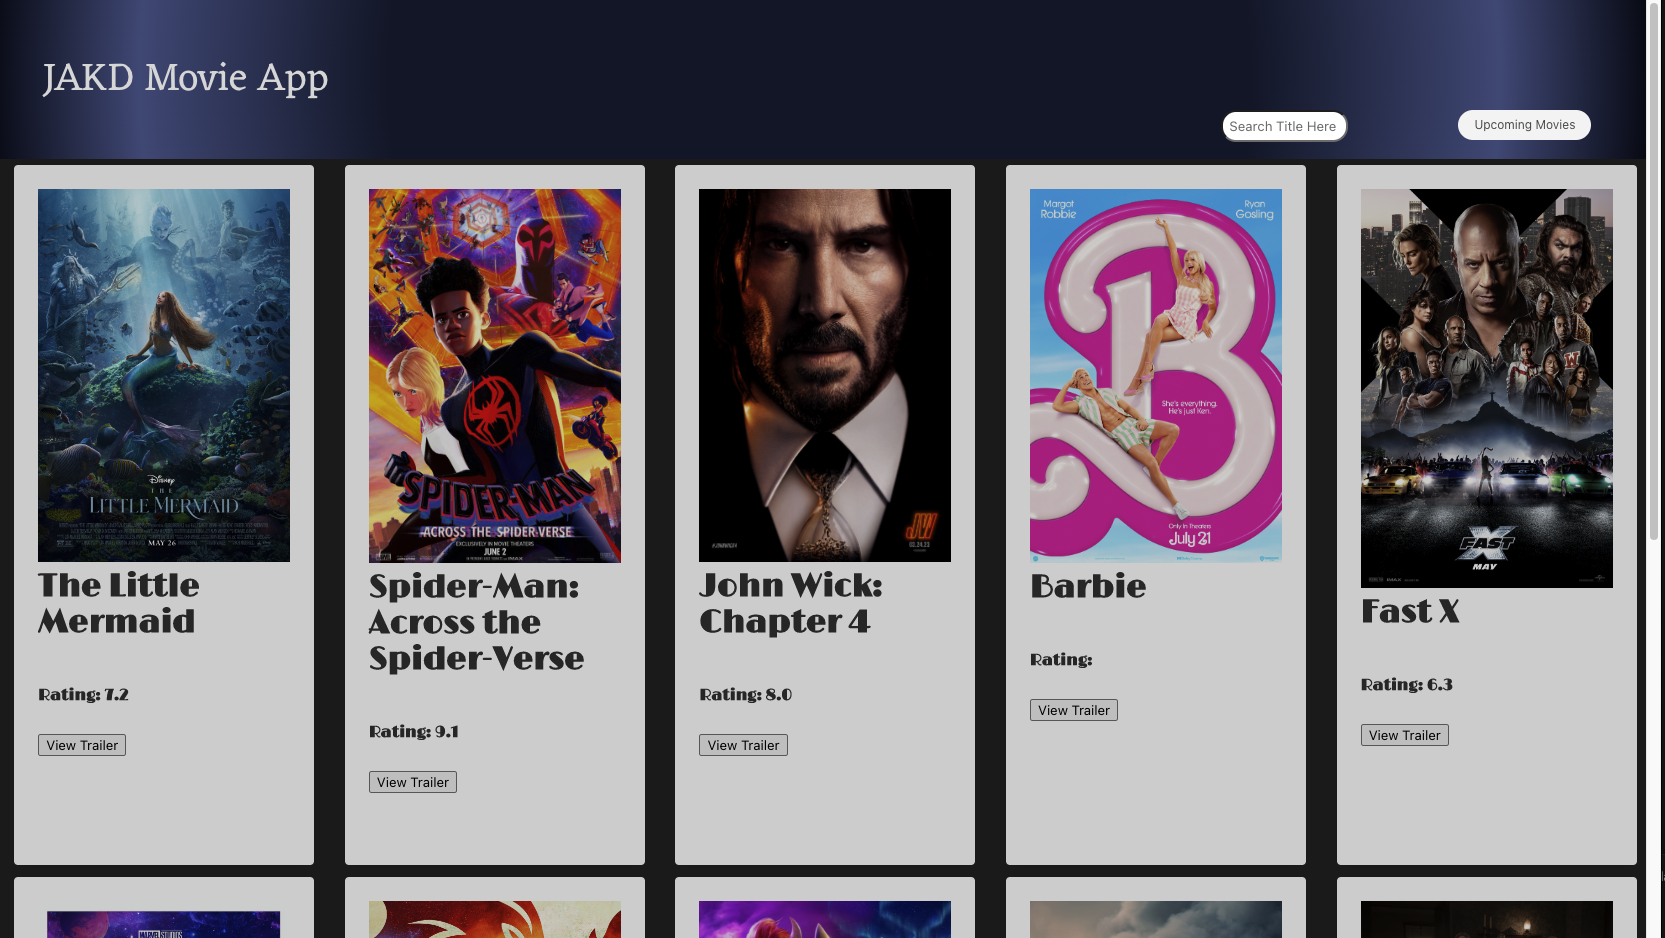 JAKD Movie App
Search Title Here
Upcoming Movies
Disney
THE
LITTLE MERMAID
MAY 26
The Little
Mermaid
Rating: 7.2
View Trailer
SPIDER-MAN
ACROSS THE SPIDER-VERSE
EXCLUSIVELY IN MOVIE THEATERS
JUNE 2
Spider-Man:
Across the
Spider-Verse
Rating: 9.1
View Trailer
JW
03.24.23
John Wick:
Chapter 4
Rating: 8.0
View Trailer
Margot
Robbie
Ryan
Gosling
She's everything.
He's just Ken.
Only in Theaters
July 21
Barbie
Rating:
View Trailer
FAST X
MAY
Fast X
Rating: 6.3
View Trailer
MARVEL STUDIOS